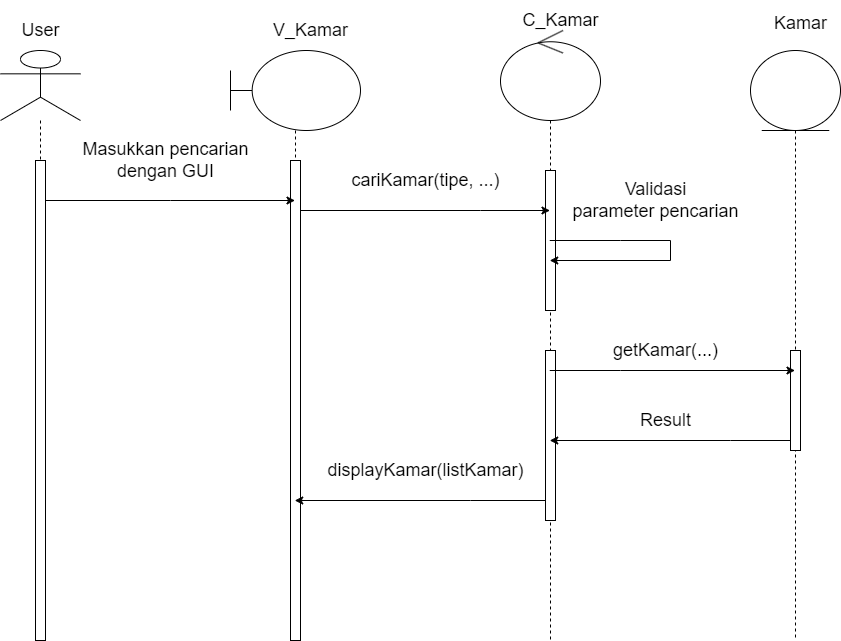 User
V_Kamar
C_Kamar
Kamar
Masukkan pencarian
dengan GUI
cariKamar(tipe, ...)
Validasi
parameter pencarian
getKamar(...)
Result
displayKamar(listKamar)